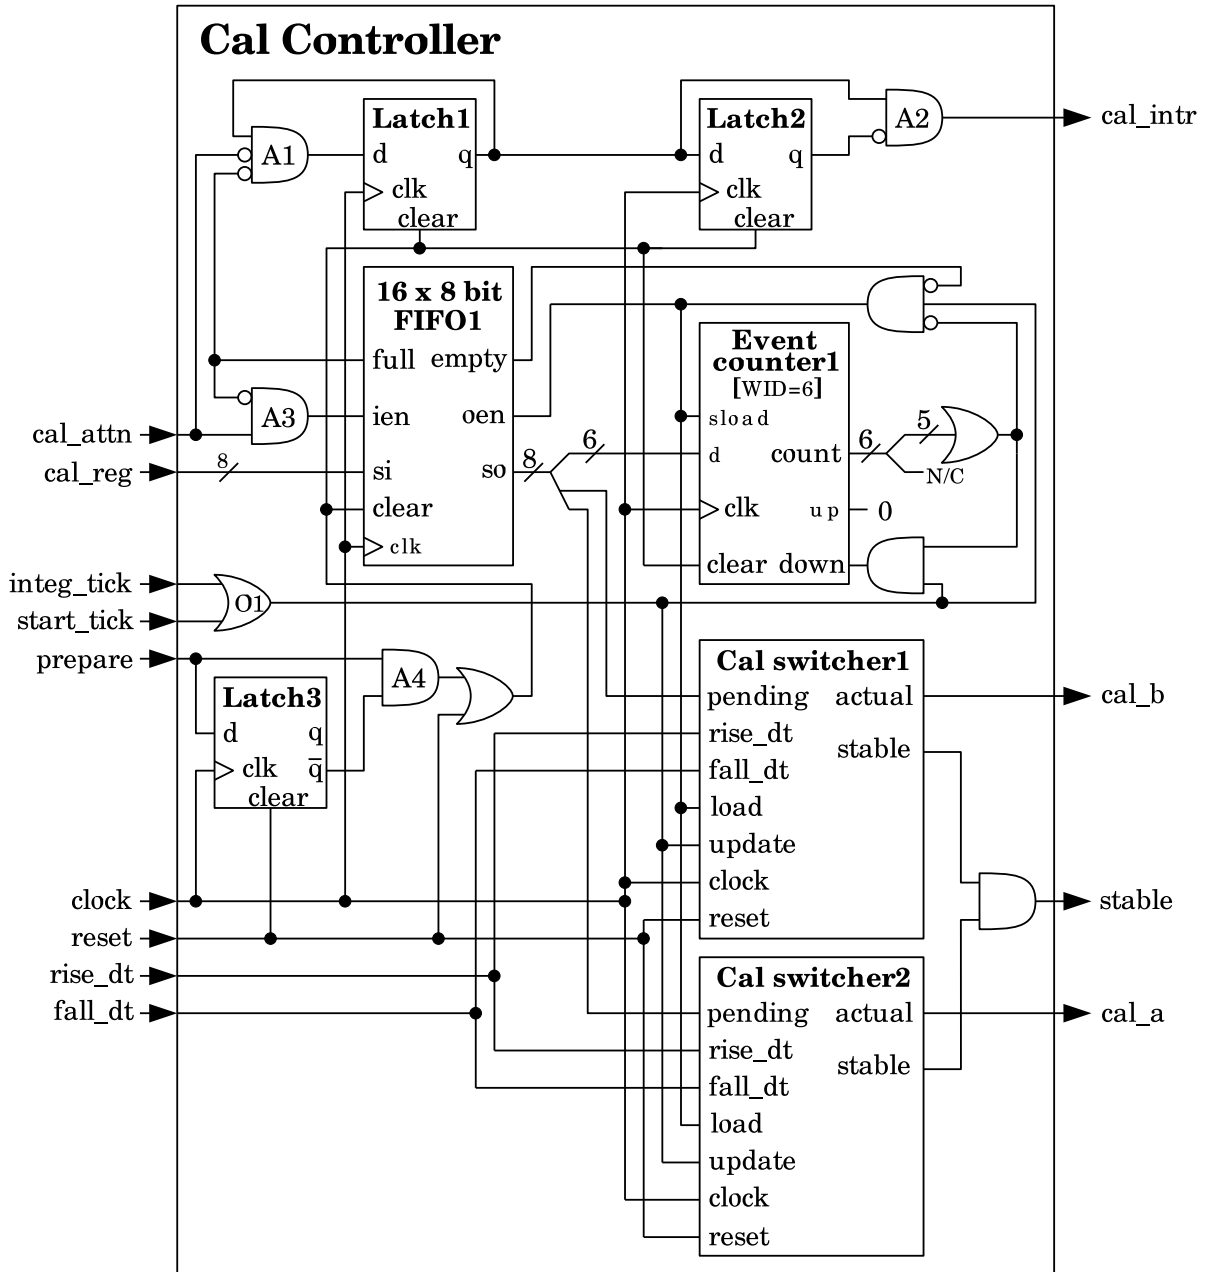 Cal Controller
Latch1
Latch2
A2
cal_intr
A1
d
q
d
q
clk
clk
clear
clear
16 x 8 bit
FIFO1
Event
counter1
[WID=6]
full
empty
ien
oen
sload
A3
cal_attn
cal_reg
8
si
so
8
6
d
count
6
5
N/C
clear
clk
up
0
clk
clear
down
integ_tick
O1
start_tick
prepare
A4
Cal switcher1
Latch3
pending
actual
cal_b
d
q
rise_dt
stable
clk
q̅
fall_dt
clear
load
update
clock
clock
stable
reset
reset
rise_dt
Cal switcher2
fall_dt
pending
actual
cal_a
rise_dt
stable
fall_dt
load
update
clock
reset